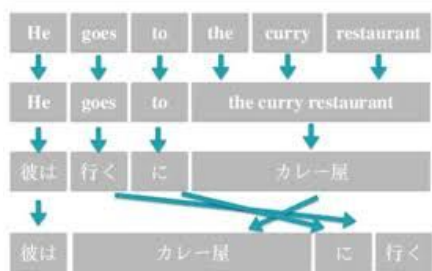 He goes to the curry restaurant
He goes to the curry restaurant
彼は 行く に カレー屋
彼は カレー屋 に 行く